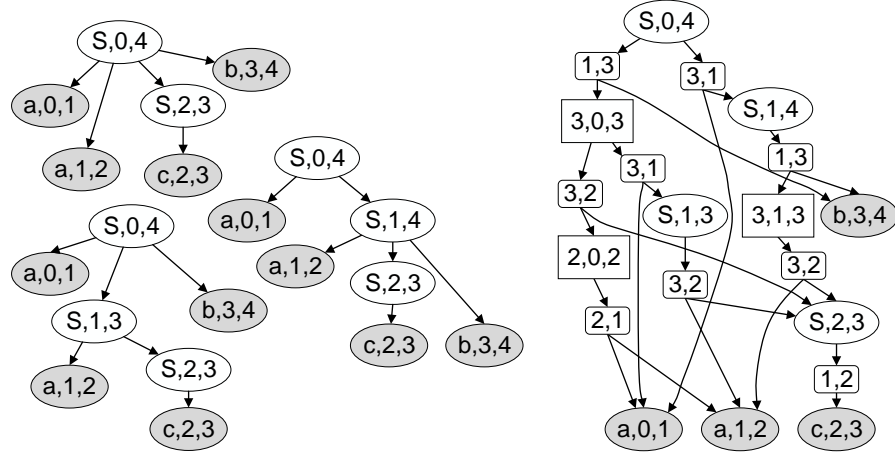 S,0,4
a,0,1
S,2,3
b,3,4
a,1,2
c,2,3
S,0,4
a,0,1
S,1,4
a,1,2
S,2,3
c,2,3
b,3,4
S,0,4
a,0,1
S,1,3
b,3,4
a,1,2
S,2,3
c,2,3
S,0,4
1,3
3,1
3,0,3
S,1,4
3,2
3,1
1,3
S,1,3
3,1,3
b,3,4
2,0,2
3,2
3,2
2,1
S,2,3
1,2
a,0,1
a,1,2
c,2,3